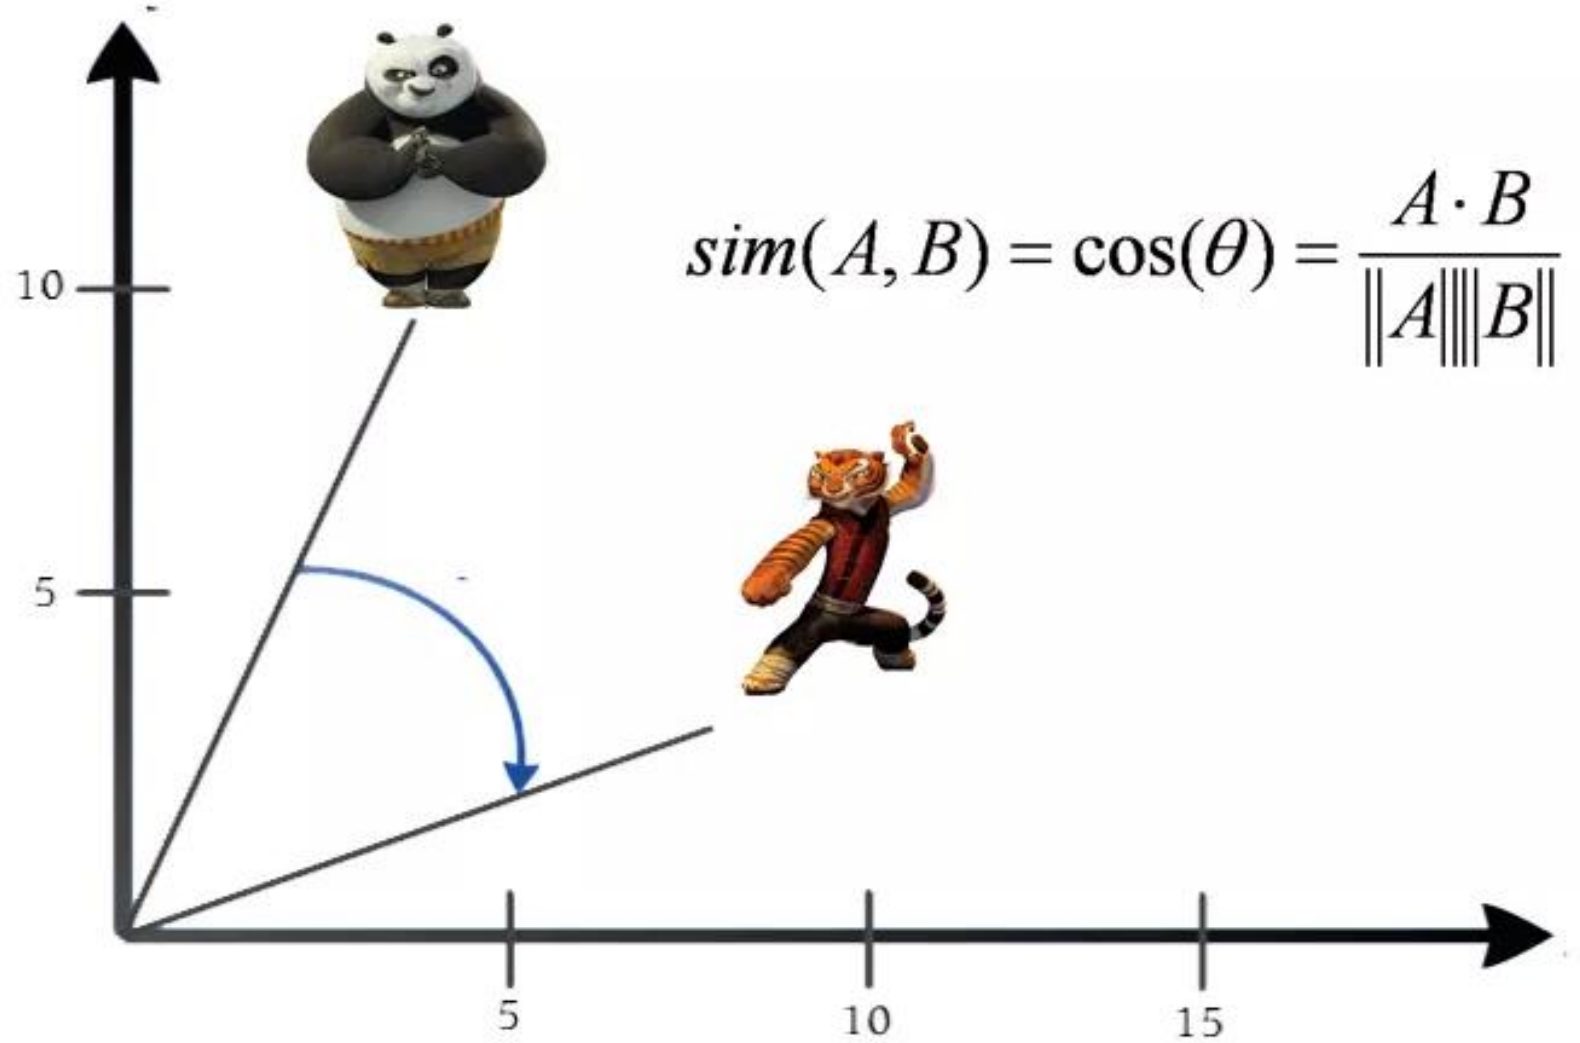 10
sim(A, B) = cos(θ) = A · B / ||A||||B||
5
5 10 15